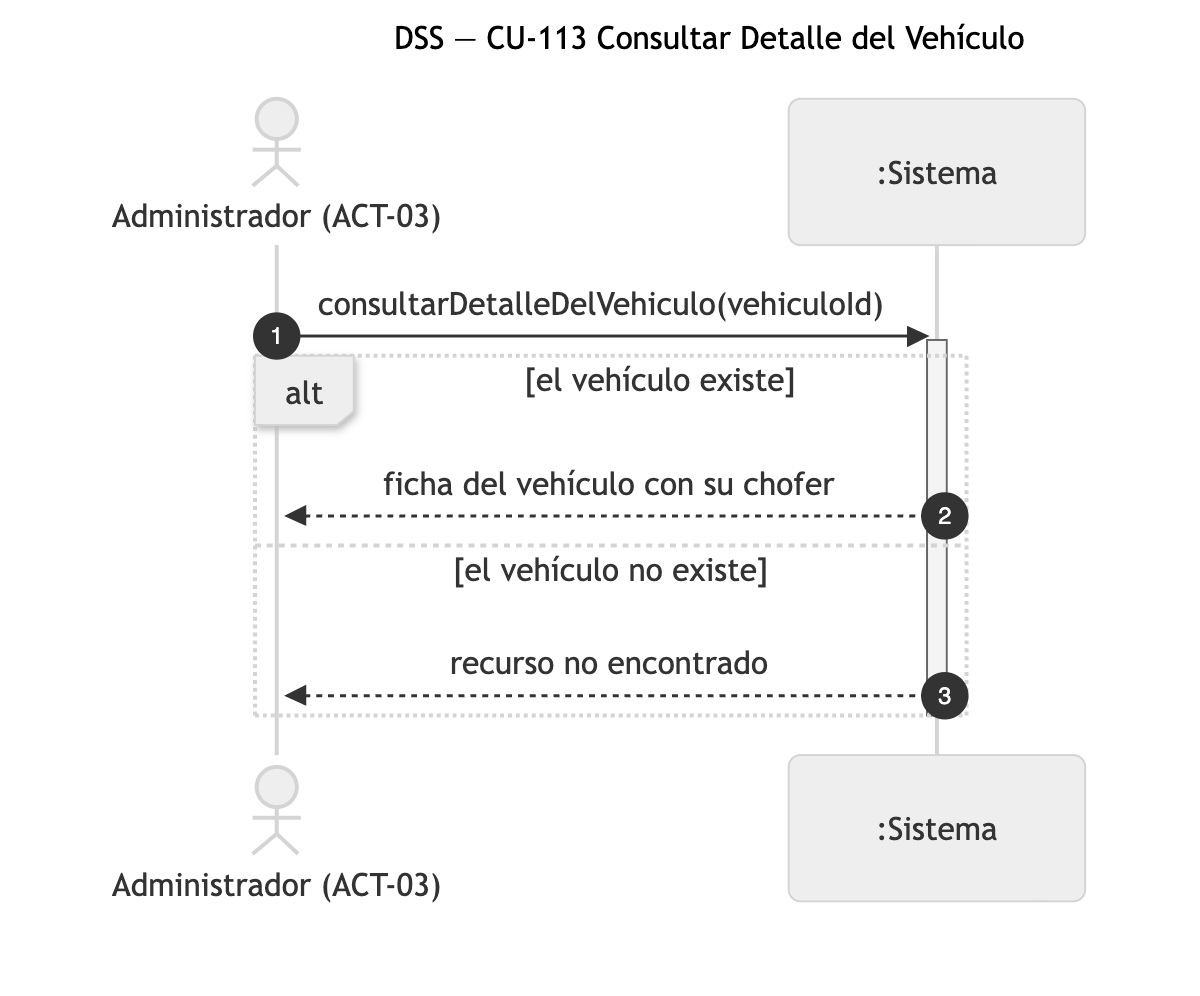 DSS — CU-113 Consultar Detalle del Vehículo
Administrador (ACT-03)
:Sistema
consultarDetalleDelVehiculo(vehiculoId)
1
alt
[el vehículo existe]
ficha del vehículo con su chofer
2
[el vehículo no existe]
recurso no encontrado
3
Administrador (ACT-03)
:Sistema